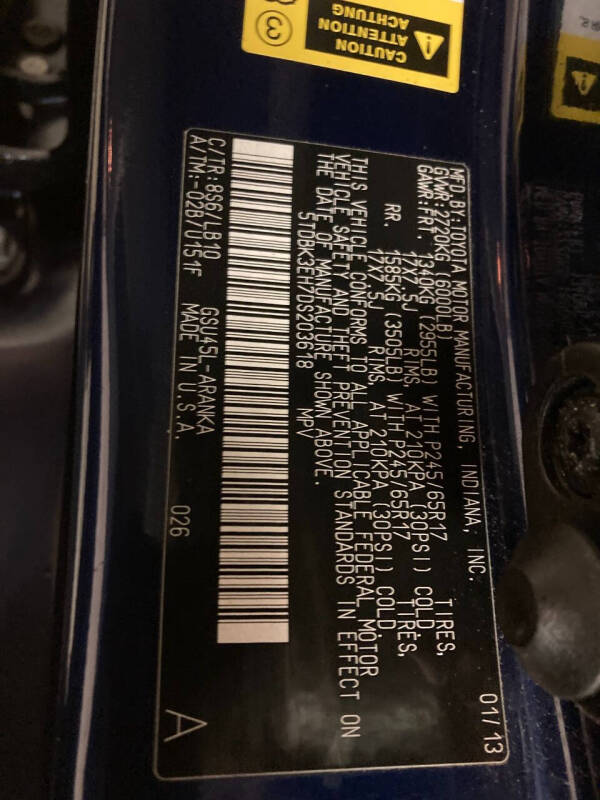 CAUTION
ATTENTION
ACHTUNG
3
MFD.BY:TOYOTA MOTOR MANUFACTURING, INDIANA, INC. 01/13
GVWR:2720KG (6000LB)
GAWR:FRT 1340KG (2955LB) WITH P245/65R17 TIRES,
17X7.5J RIMS, AT 210KPA (30PSI) COLD.
RR. 1585KG (3505LB) WITH P245/65R17 TIRES,
17X7.5J RIMS, AT 210KPA (30PSI) COLD.
THIS VEHICLE CONFORMS TO ALL APPLICABLE FEDERAL MOTOR
VEHICLE SAFETY AND THEFT PREVENTION STANDARDS IN EFFECT ON
THE DATE OF MANUFACTURE SHOWN ABOVE.
5TDBK3EH7DS203618 MPV
C/TR:8S6/LB10 GSU45L-ARANKA 026
A/TM:-02B/U151F MADE IN U.S.A. A